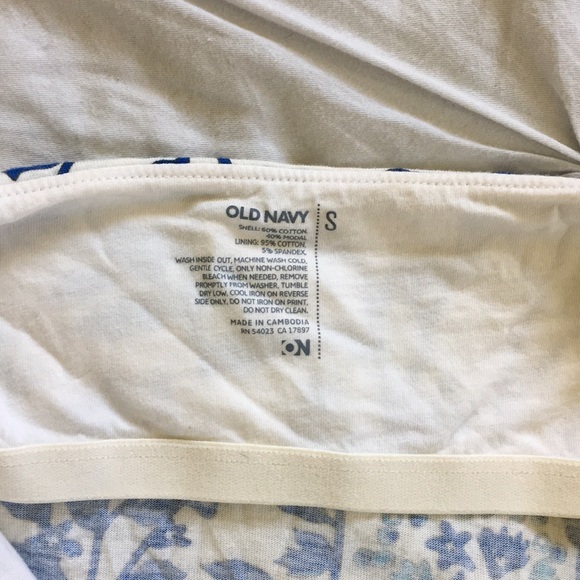 OLD NAVY
S
SHELL: 60% COTTON.
40% MODAL
LINING: 95% COTTON.
5% SPANDEX.
WASH INSIDE OUT, MACHINE WASH COLD,
GENTLE CYCLE, ONLY NON-CHLORINE
BLEACH WHEN NEEDED, REMOVE
PROMPTLY FROM WASHER, TUMBLE
DRY LOW, COOL IRON ON REVERSE
SIDE ONLY, DO NOT IRON ON PRINT,
DO NOT DRY CLEAN.
MADE IN CAMBODIA
RN 54023 CA 17897
ON